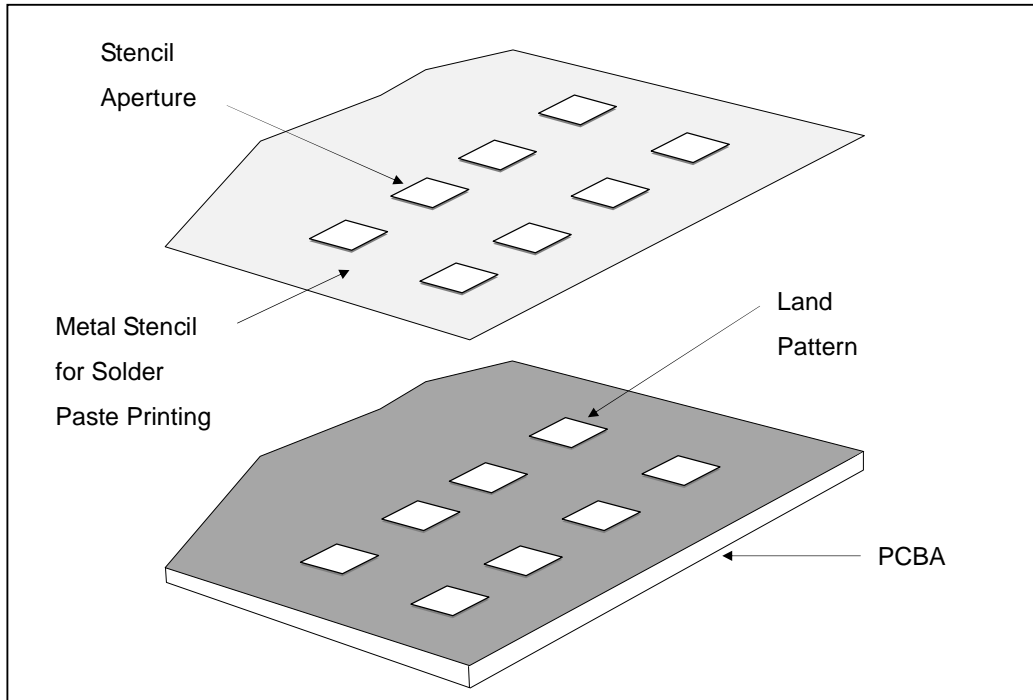 Stencil
Aperture
Metal Stencil
for Solder
Paste Printing
Land
Pattern
PCBA